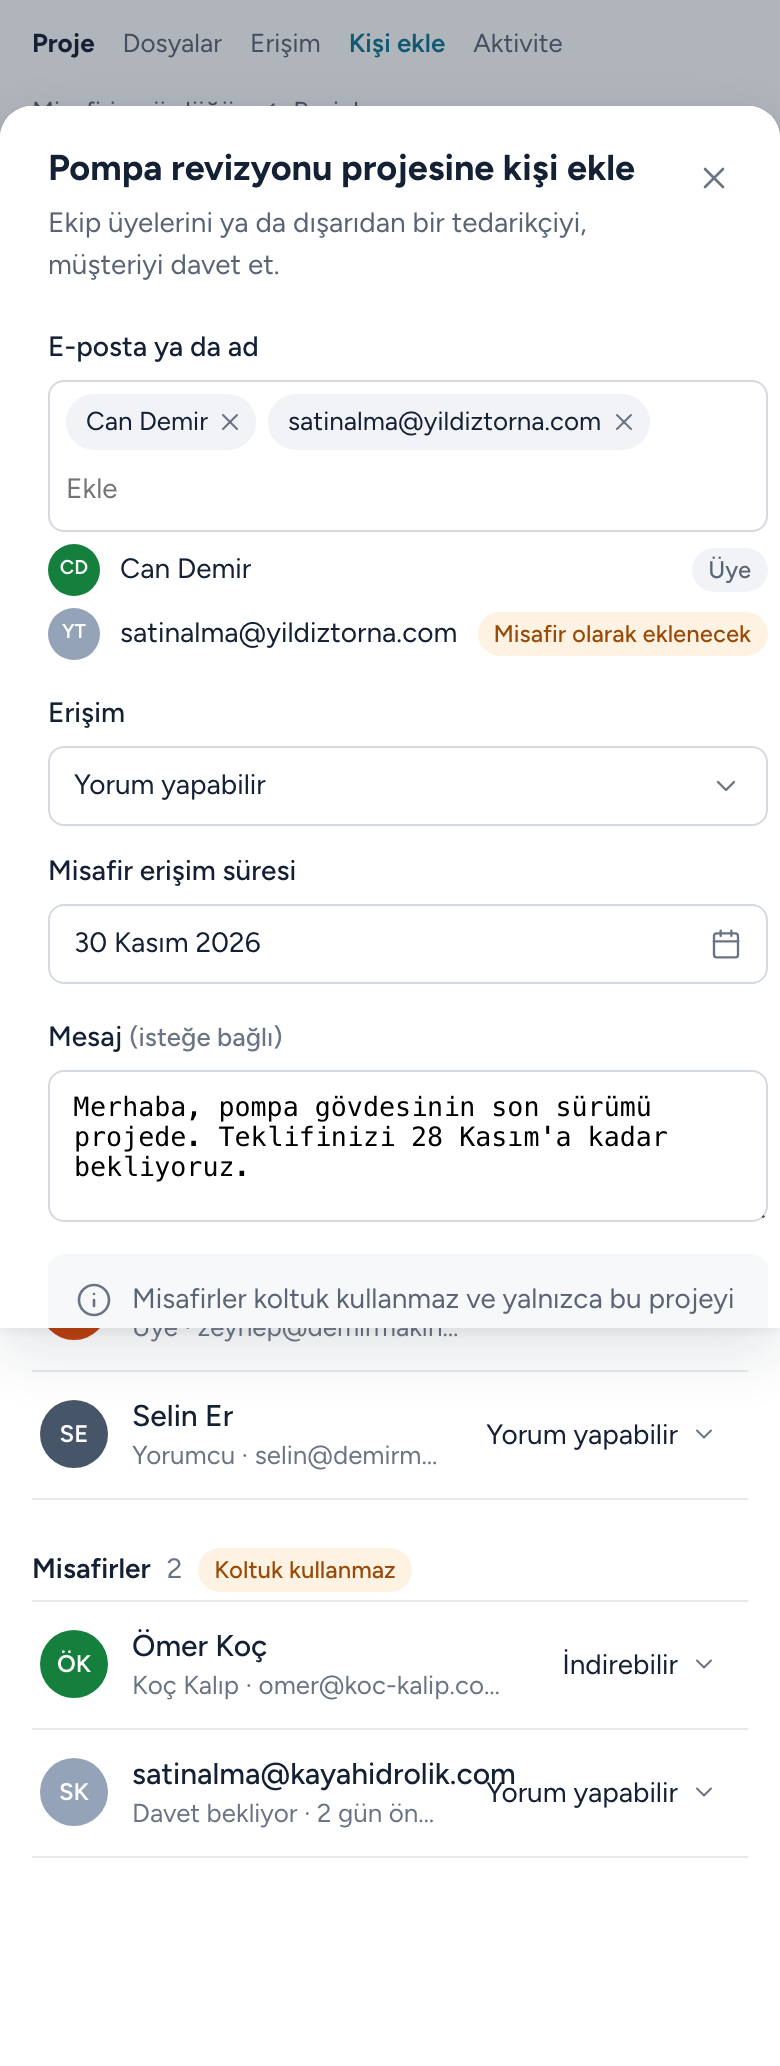 Proje Dosyalar Erişim Kişi ekle Aktivite
Pompa revizyonu projesine kişi ekle
Ekip üyelerini ya da dışarıdan bir tedarikçiyi,
müşteriyi davet et.
E-posta ya da ad
Can Demir satinalma@yildiztorna.com
Ekle
CD Can Demir Üye
YT satinalma@yildiztorna.com Misafir olarak eklenecek
Erişim
Yorum yapabilir
Misafir erişim süresi
30 Kasım 2026
Mesaj (isteğe bağlı)
Merhaba, pompa gövdesinin son sürümü
projede. Teklifinizi 28 Kasım'a kadar
bekliyoruz.
Misafirler koltuk kullanmaz ve yalnızca bu projeyi
Üye · zeynep@demirmakin...
Selin Er
SE Yorum yapabilir
Yorumcu · selin@demirm...
Misafirler 2 Koltuk kullanmaz
Ömer Koç
ÖK İndirebilir
Koç Kalıp · omer@koc-kalip.co...
satinalma@kayahidrolik.com
SK Yorum yapabilir
Davet bekliyor · 2 gün ön...